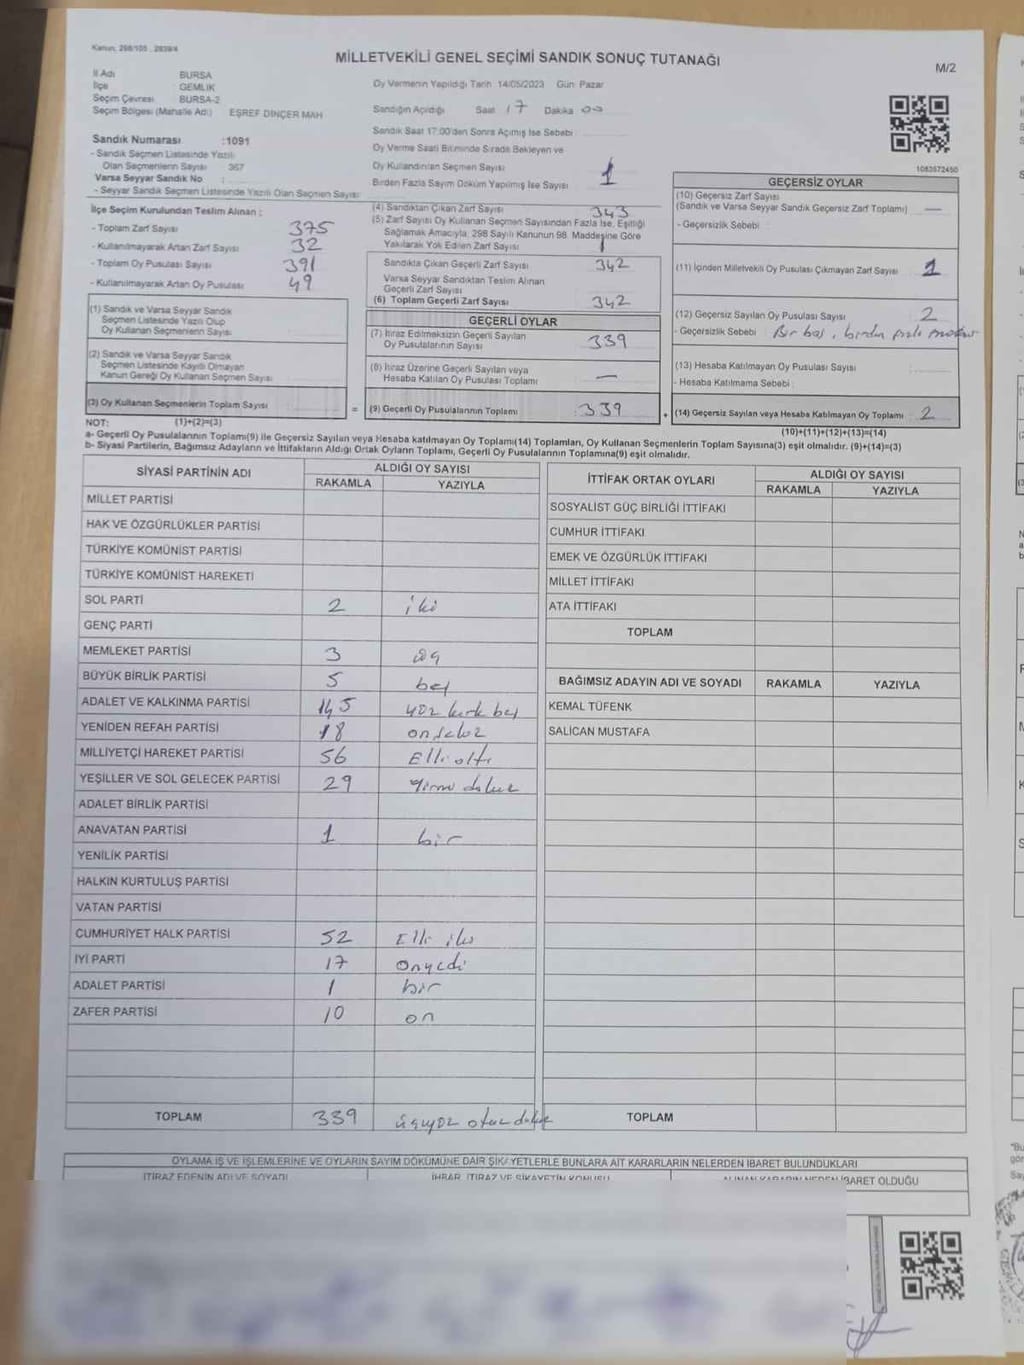 Kanun, 298/105 , 2839/4
MİLLETVEKİLİ GENEL SEÇİMİ SANDIK SONUÇ TUTANAĞI
M/2
İl Adı BURSA
İlçe GEMLIK
Seçim Çevresi BURSA-2
Seçim Bölgesi (Mahalle Adı) EŞREF DİNÇER MAH
Sandık Numarası :1091
- Sandık Seçmen Listesinde Yazılı
Olan Seçmenlerin Sayısı 367
Varsa Seyyar Sandık No :
- Seyyar Sandık Seçmen Listesinde Yazılı Olan Seçmen Sayısı
Oy Vermenin Yapıldığı Tarih 14/05/2023 Gün: Pazar
Sandığın Açıldığı Saat 17 Dakika 00
Sandık Saat 17:00'den Sonra Açımış İse Sebebi
Oy Verme Saati Bitiminde Sırada Bekleyen ve
Oy Kullandırılan Seçmen Sayısı
Birden Fazla Sayım Döküm Yapılmış İse Sayısı 1
1083572450
İlçe Seçim Kurulundan Teslim Alınan :
- Toplam Zarf Sayısı 375
- Kullanılmayarak Artan Zarf Sayısı 32
- Toplam Oy Pusulası Sayısı 391
- Kullanılmayarak Artan Oy Pusulası 49
(1) Sandık ve Varsa Seyyar Sandık
Seçmen Listesinde Yazılı Olup
Oy Kullanan Seçmenlerin Sayısı
(2) Sandık ve Varsa Seyyar Sandık
Seçmen Listesinde Kayıtlı Olmayan
Kanun Gereği Oy Kullanan Seçmen Sayısı
(3) Oy Kullanan Seçmenlerin Toplam Sayısı
(4) Sandıktan Çıkan Zarf Sayısı 343
(5) Zarf Sayısı Oy Kullanan Seçmen Sayısından Fazla İse, Eşitliği
Sağlamak Amacıyla, 298 Sayılı Kanunun 98. Maddesine Göre
Yakılarak Yok Edilen Zarf Sayısı 1
Sandıkta Çıkan Geçerli Zarf Sayısı 342
Varsa Seyyar Sandıktan Teslim Alınan
Geçerli Zarf Sayısı
(6) Toplam Geçerli Zarf Sayısı 342
GEÇERLİ OYLAR
(7) İtiraz Edilmeksizin Geçerli Sayılan
Oy Pusulalarının Sayısı 339
(8) İtiraz Üzerine Geçerli Sayılan veya
Hesaba Katılan Oy Pusulası Toplamı —
= (9) Geçerli Oy Pusulalarının Toplamı : 339
GEÇERSİZ OYLAR
(10) Geçersiz Zarf Sayısı
(Sandık ve Varsa Seyyar Sandık Geçersiz Zarf Toplamı) —
- Geçersizlik Sebebi
(11) İçinden Milletvekili Oy Pusulası Çıkmayan Zarf Sayısı 1
(12) Geçersiz Sayılan Oy Pusulası Sayısı 2
- Geçersizlik Sebebi Bir boş, birden fazla
(13) Hesaba Katılmayan Oy Pusulası Sayısı
- Hesaba Katılmama Sebebi
+ (14) Geçersiz Sayılan veya Hesaba Katılmayan Oy Toplamı 2
NOT: (1)+(2)=(3)
(10)+(11)+(12)+(13)=(14)
a- Geçerli Oy Pusulalarının Toplamı(9) ile Geçersiz Sayılan veya Hesaba katılmayan Oy Toplamı(14) Toplamları, Oy Kullanan Seçmenlerin Toplam Sayısına(3) eşit olmalıdır. (9)+(14)=(3)
b- Siyasi Partilerin, Bağımsız Adayların ve İttifakların Aldığı Ortak Oyların Toplamı, Geçerli Oy Pusulalarının Toplamına(9) eşit olmalıdır.
SİYASİ PARTİNİN ADI ALDIĞI OY SAYISI
RAKAMLA YAZIYLA
MİLLET PARTİSİ
HAK VE ÖZGÜRLÜKLER PARTİSİ
TÜRKİYE KOMÜNİST PARTİSİ
TÜRKİYE KOMÜNİST HAREKETİ
SOL PARTİ 2 iki
GENÇ PARTİ
MEMLEKET PARTİSİ 3 üç
BÜYÜK BİRLİK PARTİSİ 5 beş
ADALET VE KALKINMA PARTİSİ 145 yüz kırk beş
YENİDEN REFAH PARTİSİ 18 onsekiz
MİLLİYETÇİ HAREKET PARTİSİ 56 Elli altı
YEŞİLLER VE SOL GELECEK PARTİSİ 29 yirmi dokuz
ADALET BİRLİK PARTİSİ
ANAVATAN PARTİSİ 1 bir
YENİLİK PARTİSİ
HALKIN KURTULUŞ PARTİSİ
VATAN PARTİSİ
CUMHURİYET HALK PARTİSİ 52 Elli iki
İYİ PARTİ 17 Onyedi
ADALET PARTİSİ 1 bir
ZAFER PARTİSİ 10 on
TOPLAM 339 üçyüz otuz dokuz
İTTİFAK ORTAK OYLARI ALDIĞI OY SAYISI
RAKAMLA YAZIYLA
SOSYALİST GÜÇ BİRLİĞİ İTTİFAKI
CUMHUR İTTİFAKI
EMEK VE ÖZGÜRLÜK İTTİFAKI
MİLLET İTTİFAKI
ATA İTTİFAKI
TOPLAM
BAĞIMSIZ ADAYIN ADI VE SOYADI RAKAMLA YAZIYLA
KEMAL TÜFENK
SALİCAN MUSTAFA
TOPLAM
OYLAMA İŞ VE İŞLEMLERİNE VE OYLARIN SAYIM DÖKÜMÜNE DAİR ŞİKAYETLERLE BUNLARA AİT KARARLARIN NELERDEN İBARET BULUNDUKLARI
İTİRAZ EDENİN ADI VE SOYADI İHBAR, İTİRAZ VE ŞİKAYETİN KONUSU ALINAN KARARIN NEDEN İBARET OLDUĞU